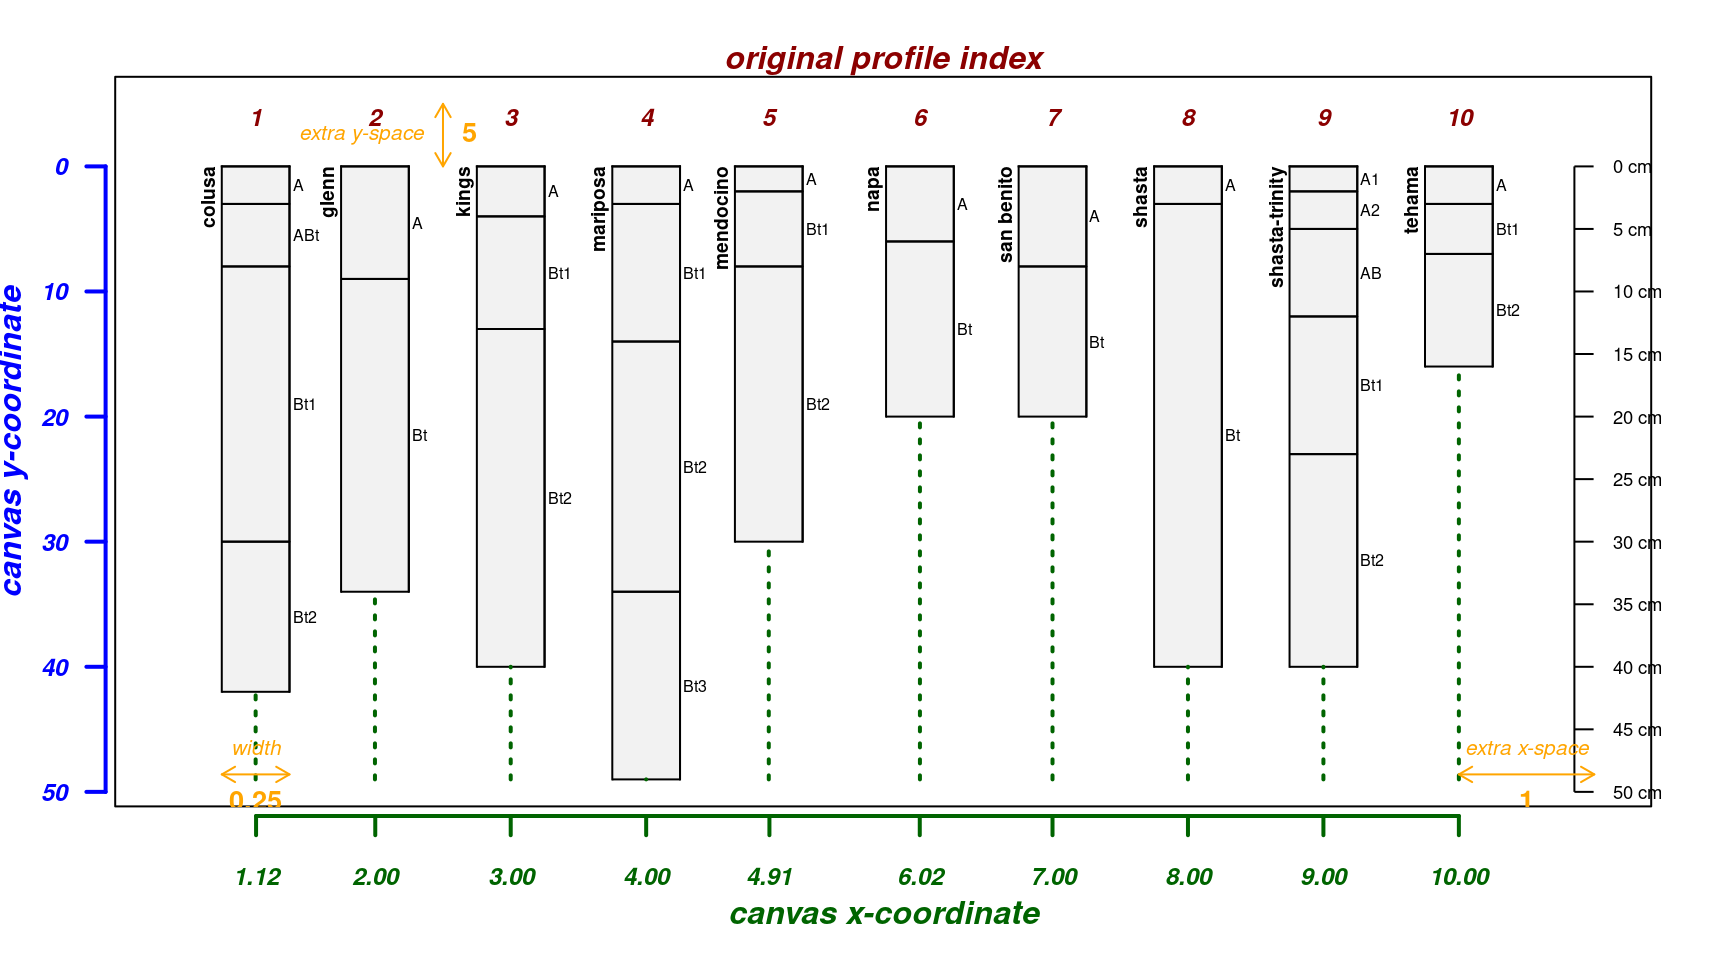 original profile index
1 2 3 4 5 6 7 8 9 10
extra y-space 5
canvas y-coordinate
0
10
20
30
40
50
colusa
A
ABt
Bt1
Bt2
glenn
A
Bt
kings
A
Bt1
Bt2
mariposa
A
Bt1
Bt2
Bt3
mendocino
A
Bt1
Bt2
napa
A
Bt
san benito
A
Bt
shasta
A
Bt
shasta-trinity
A1
A2
AB
Bt1
Bt2
tehama
A
Bt1
Bt2
0 cm
5 cm
10 cm
15 cm
20 cm
25 cm
30 cm
35 cm
40 cm
45 cm
50 cm
width
0.25
extra x-space
1
1.12 2.00 3.00 4.00 4.91 6.02 7.00 8.00 9.00 10.00
canvas x-coordinate